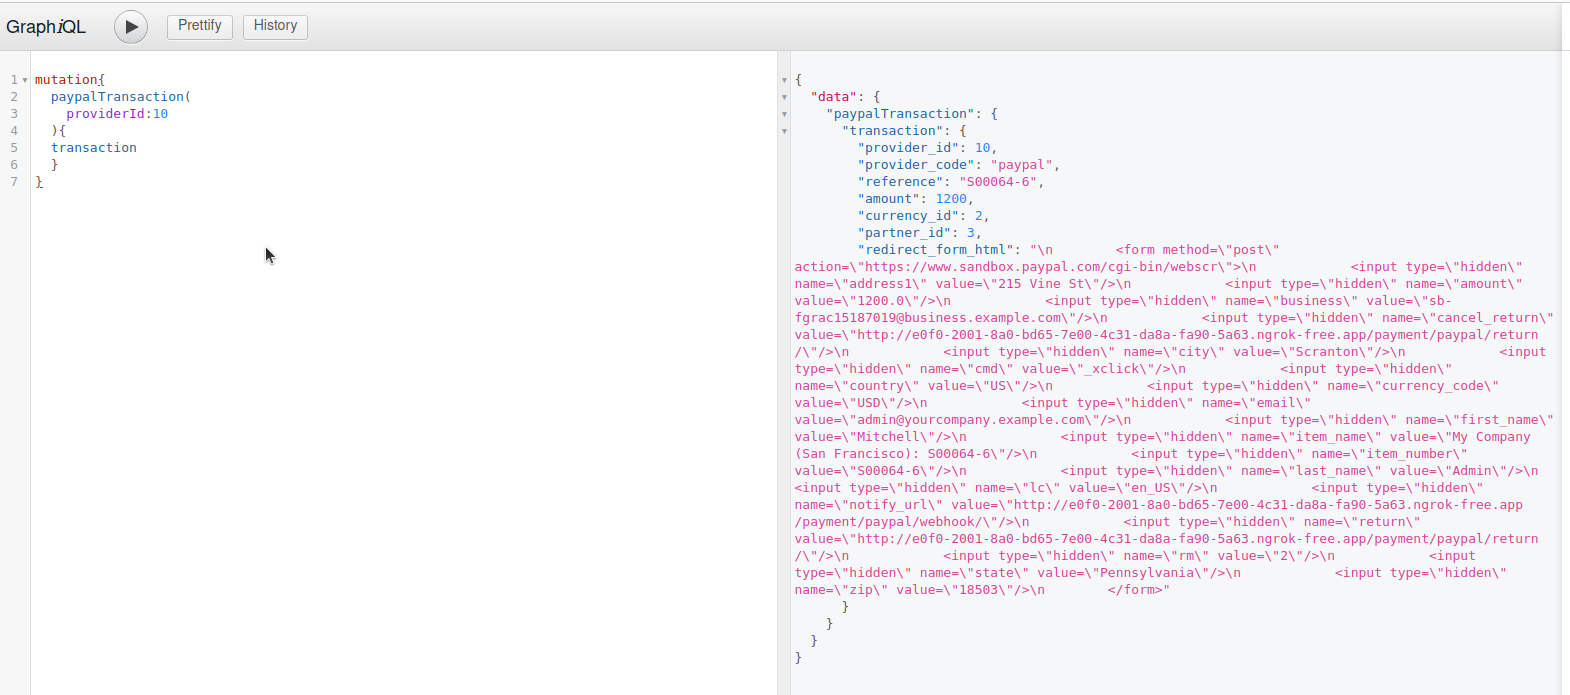 GraphiQL Prettify History
1 mutation{
2 paypalTransaction(
3 providerId:10
4 ){
5 transaction
6 }
7 }
{
"data": {
"paypalTransaction": {
"transaction": {
"provider_id": 10,
"provider_code": "paypal",
"reference": "S00064-6",
"amount": 1200,
"currency_id": 2,
"partner_id": 3,
"redirect_form_html": "\n <form method=\"post\"
action=\"https://www.sandbox.paypal.com/cgi-bin/webscr\">\n <input type=\"hidden\"
name=\"address1\" value=\"215 Vine St\"/>\n <input type=\"hidden\" name=\"amount\"
value=\"1200.0\"/>\n <input type=\"hidden\" name=\"business\" value=\"sb-
fgrac15187019@business.example.com\"/>\n <input type=\"hidden\" name=\"cancel_return\"
value=\"http://e0f0-2001-8a0-bd65-7e00-4c31-da8a-fa90-5a63.ngrok-free.app/payment/paypal/return
/\"/>\n <input type=\"hidden\" name=\"city\" value=\"Scranton\"/>\n <input
type=\"hidden\" name=\"cmd\" value=\"_xclick\"/>\n <input type=\"hidden\"
name=\"country\" value=\"US\"/>\n <input type=\"hidden\" name=\"currency_code\"
value=\"USD\"/>\n <input type=\"hidden\" name=\"email\"
value=\"admin@yourcompany.example.com\"/>\n <input type=\"hidden\" name=\"first_name\"
value=\"Mitchell\"/>\n <input type=\"hidden\" name=\"item_name\" value=\"My Company
(San Francisco): S00064-6\"/>\n <input type=\"hidden\" name=\"item_number\"
value=\"S00064-6\"/>\n <input type=\"hidden\" name=\"last_name\" value=\"Admin\"/>\n
<input type=\"hidden\" name=\"lc\" value=\"en_US\"/>\n <input type=\"hidden\"
name=\"notify_url\" value=\"http://e0f0-2001-8a0-bd65-7e00-4c31-da8a-fa90-5a63.ngrok-free.app
/payment/paypal/webhook/\"/>\n <input type=\"hidden\" name=\"return\"
value=\"http://e0f0-2001-8a0-bd65-7e00-4c31-da8a-fa90-5a63.ngrok-free.app/payment/paypal/return
/\"/>\n <input type=\"hidden\" name=\"rm\" value=\"2\"/>\n <input
type=\"hidden\" name=\"state\" value=\"Pennsylvania\"/>\n <input type=\"hidden\"
name=\"zip\" value=\"18503\"/>\n </form>"
}
}
}
}